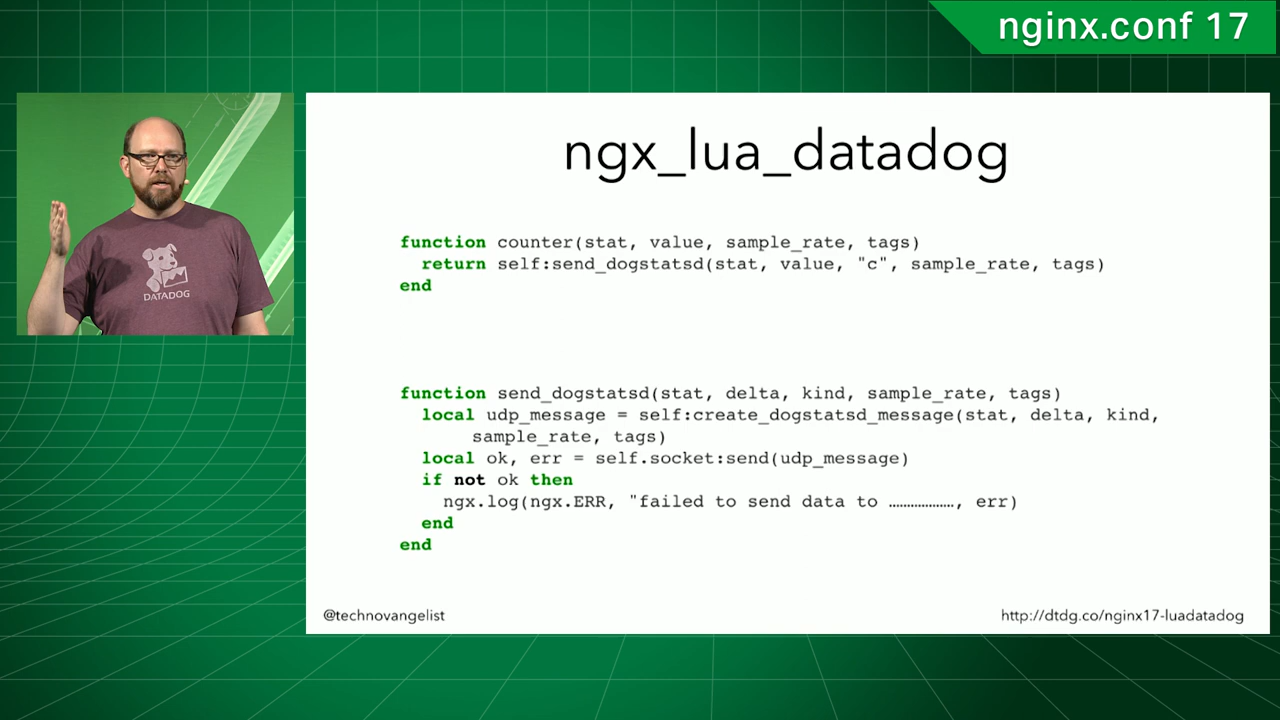 nginx.conf 17
DATADOG
ngx_lua_datadog
function counter(stat, value, sample_rate, tags)
return self:send_dogstatsd(stat, value, "c", sample_rate, tags)
end
function send_dogstatsd(stat, delta, kind, sample_rate, tags)
local udp_message = self:create_dogstatsd_message(stat, delta, kind,
sample_rate, tags)
local ok, err = self.socket:send(udp_message)
if not ok then
ngx.log(ngx.ERR, "failed to send data to ………………, err)
end
end
@technovangelist
http://dtdg.co/nginx17-luadatadog